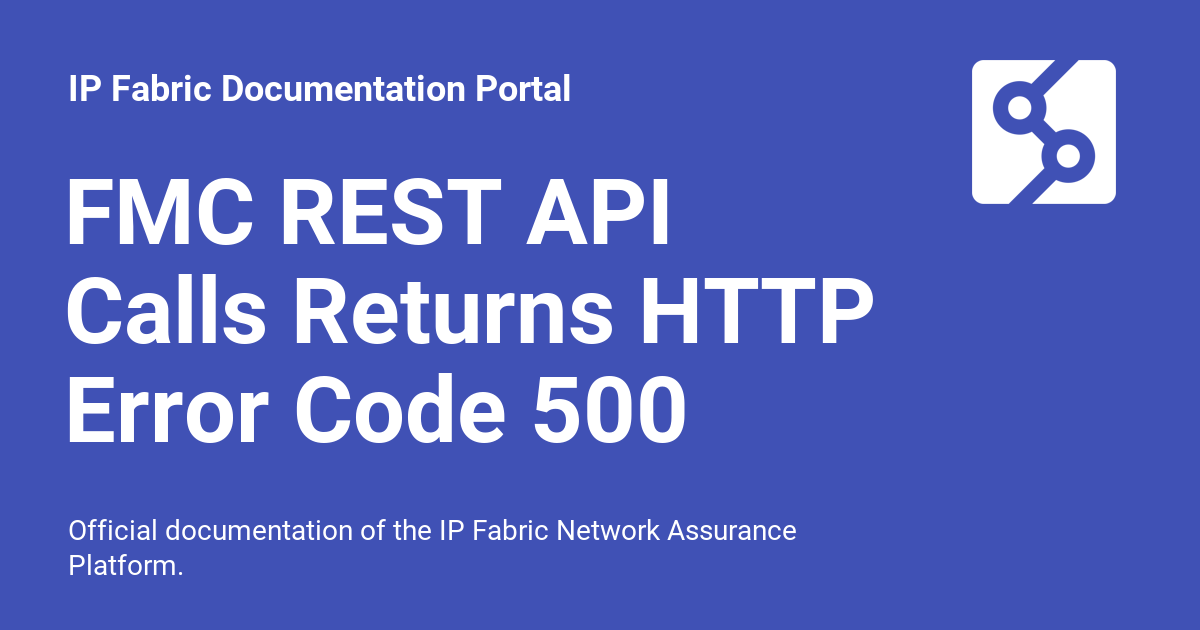 IP Fabric Documentation Portal
FMC REST API
Calls Returns HTTP
Error Code 500
Official documentation of the IP Fabric Network Assurance
Platform.